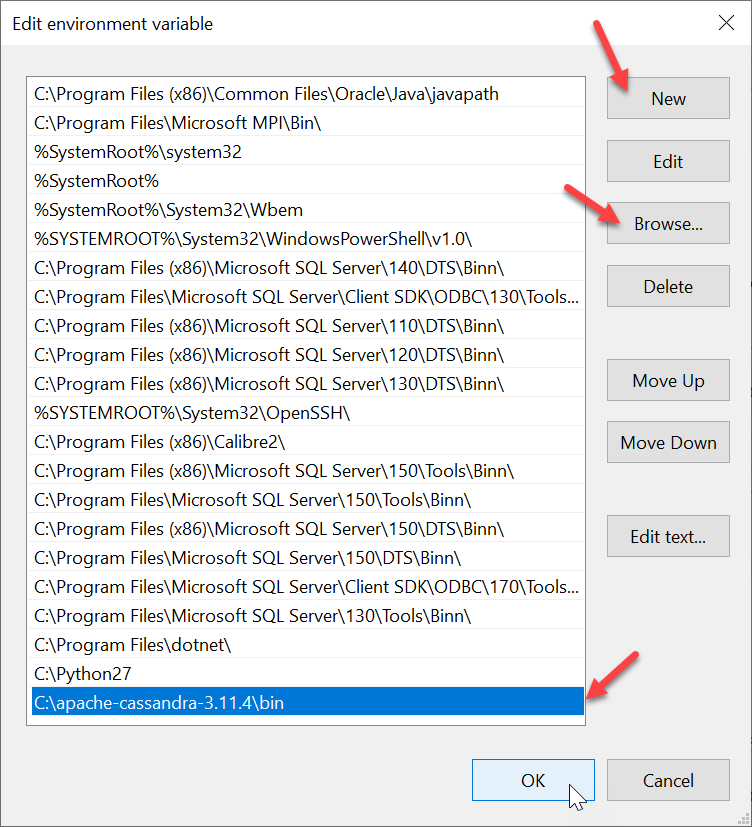 Edit environment variable
C:\Program Files (x86)\Common Files\Oracle\Java\javapath
C:\Program Files\Microsoft MPI\Bin\
%SystemRoot%\system32
%SystemRoot%
%SystemRoot%\System32\Wbem
%SYSTEMROOT%\System32\WindowsPowerShell\v1.0\
C:\Program Files (x86)\Microsoft SQL Server\140\DTS\Binn\
C:\Program Files\Microsoft SQL Server\Client SDK\ODBC\130\Tools...
C:\Program Files (x86)\Microsoft SQL Server\110\DTS\Binn\
C:\Program Files (x86)\Microsoft SQL Server\120\DTS\Binn\
C:\Program Files (x86)\Microsoft SQL Server\130\DTS\Binn\
%SYSTEMROOT%\System32\OpenSSH\
C:\Program Files (x86)\Calibre2\
C:\Program Files (x86)\Microsoft SQL Server\150\Tools\Binn\
C:\Program Files\Microsoft SQL Server\150\Tools\Binn\
C:\Program Files (x86)\Microsoft SQL Server\150\DTS\Binn\
C:\Program Files\Microsoft SQL Server\150\DTS\Binn\
C:\Program Files\Microsoft SQL Server\Client SDK\ODBC\170\Tools...
C:\Program Files\Microsoft SQL Server\130\Tools\Binn\
C:\Program Files\dotnet\
C:\Python27
C:\apache-cassandra-3.11.4\bin
New
Edit
Browse...
Delete
Move Up
Move Down
Edit text...
OK
Cancel